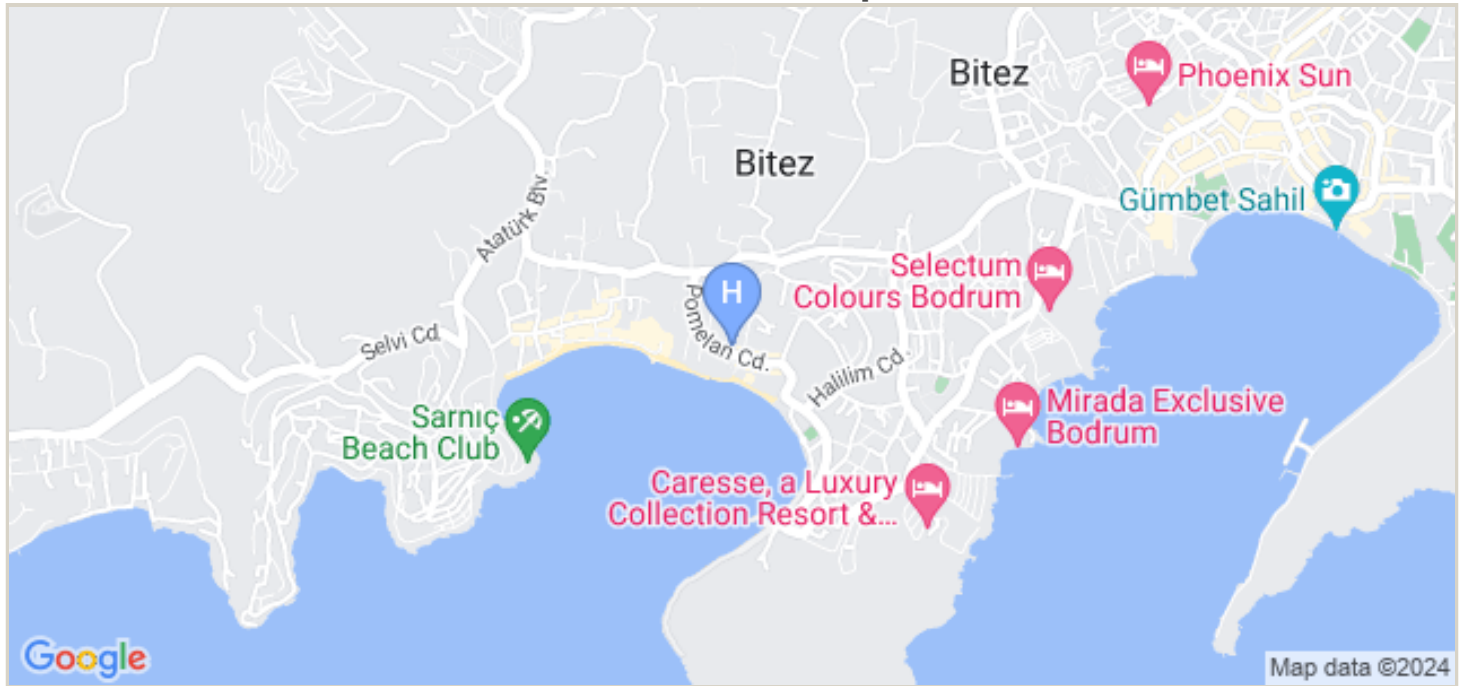 Bitez
Phoenix Sun
Bitez
Gümbet Sahil
Atatürk Blv.
Selectum
Colours Bodrum
H
Pomelan Cd.
Selvi Cd
Halilim Cd.
Sarnıç
Beach Club
Mirada Exclusive
Bodrum
Caresse, a Luxury
Collection Resort &...
Google
Map data ©2024